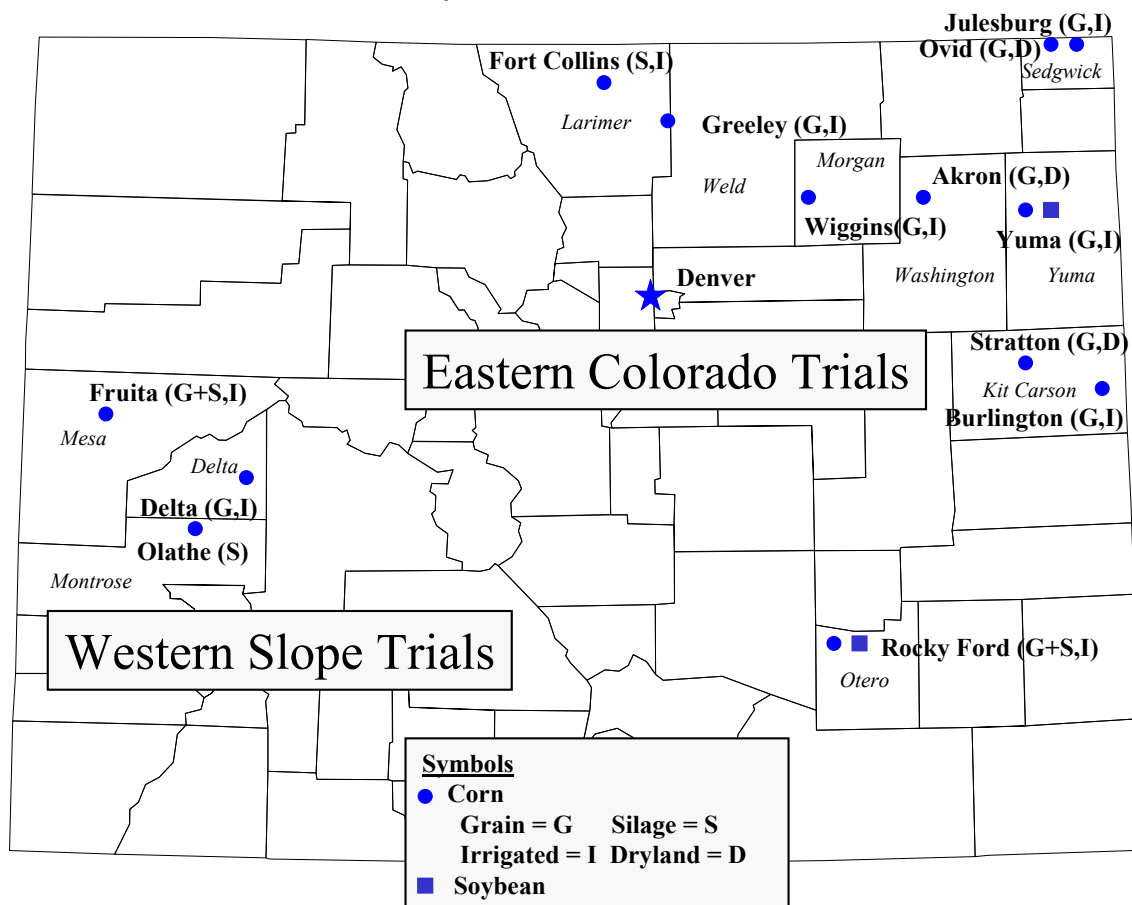 Julesburg (G,I)
Ovid (G,D)
Sedgwick
Fort Collins (S,I)
Larimer
Greeley (G,I)
Weld
Morgan
Wiggins(G,I)
Akron (G,D)
Washington
Yuma (G,I)
Yuma
Denver
Eastern Colorado Trials
Stratton (G,D)
Kit Carson
Burlington (G,I)
Fruita (G+S,I)
Mesa
Delta
Delta (G,I)
Olathe (S)
Montrose
Western Slope Trials
Rocky Ford (G+S,I)
Otero
Symbols
Corn
Grain = G Silage = S
Irrigated = I Dryland = D
Soybean